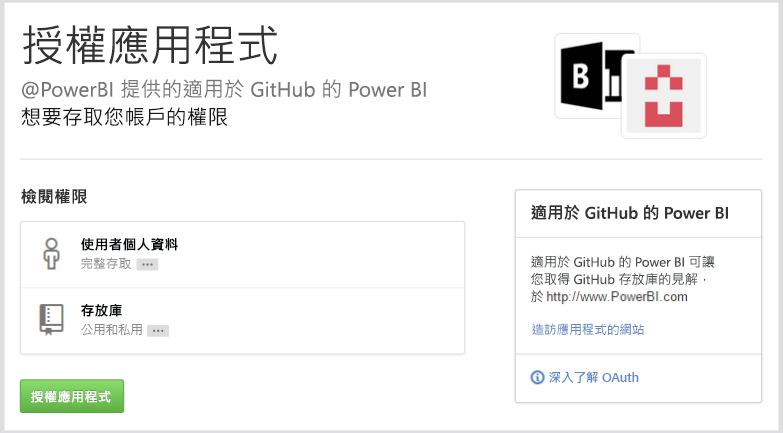 授權應用程式
@PowerBI 提供的適用於 GitHub 的 Power BI
想要存取您帳戶的權限
B
檢閱權限
使用者個人資料
完整存取 ...
存放庫
公用和私用 ...
授權應用程式
適用於 GitHub 的 Power BI
適用於 GitHub 的 Power BI 可讓
您取得 GitHub 存放庫的見解，
於 http://www.PowerBI.com
造訪應用程式的網站
深入了解 OAuth